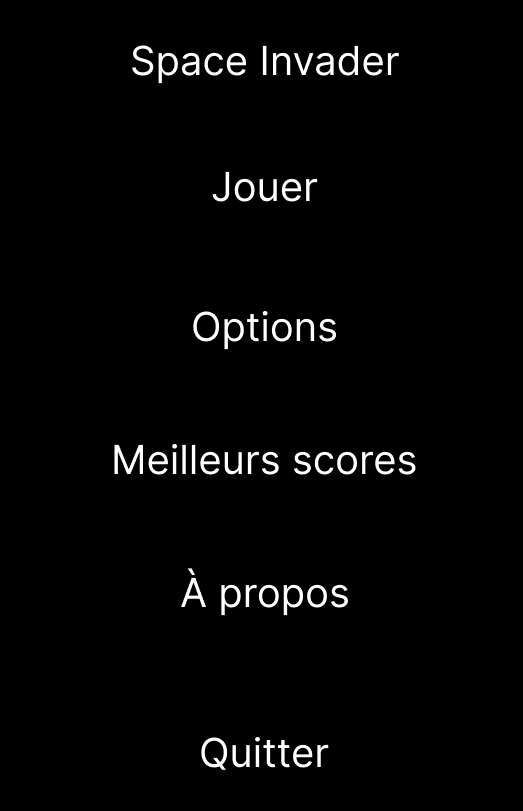 Space Invader
Jouer
Options
Meilleurs scores
À propos
Quitter